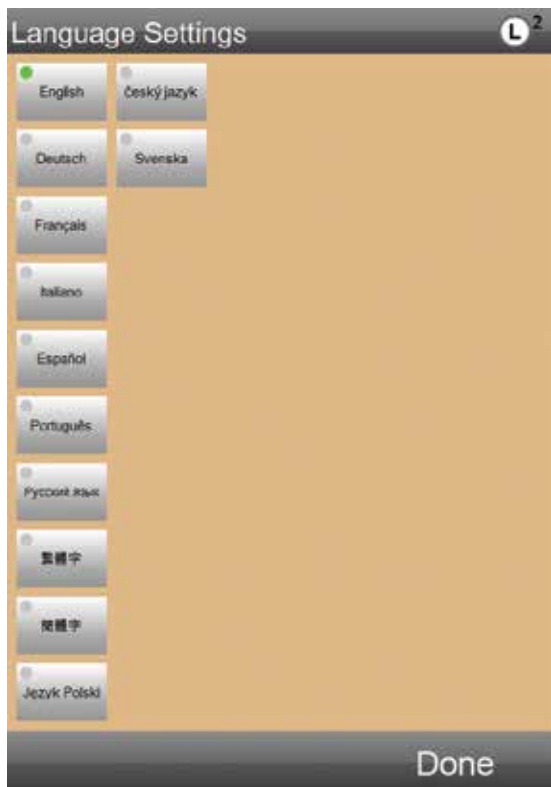 Language Settings
L 2
English
český jazyk
Deutsch
Svenska
Français
Italiano
Español
Português
Русский язык
繁體字
簡體字
Język Polski
Done